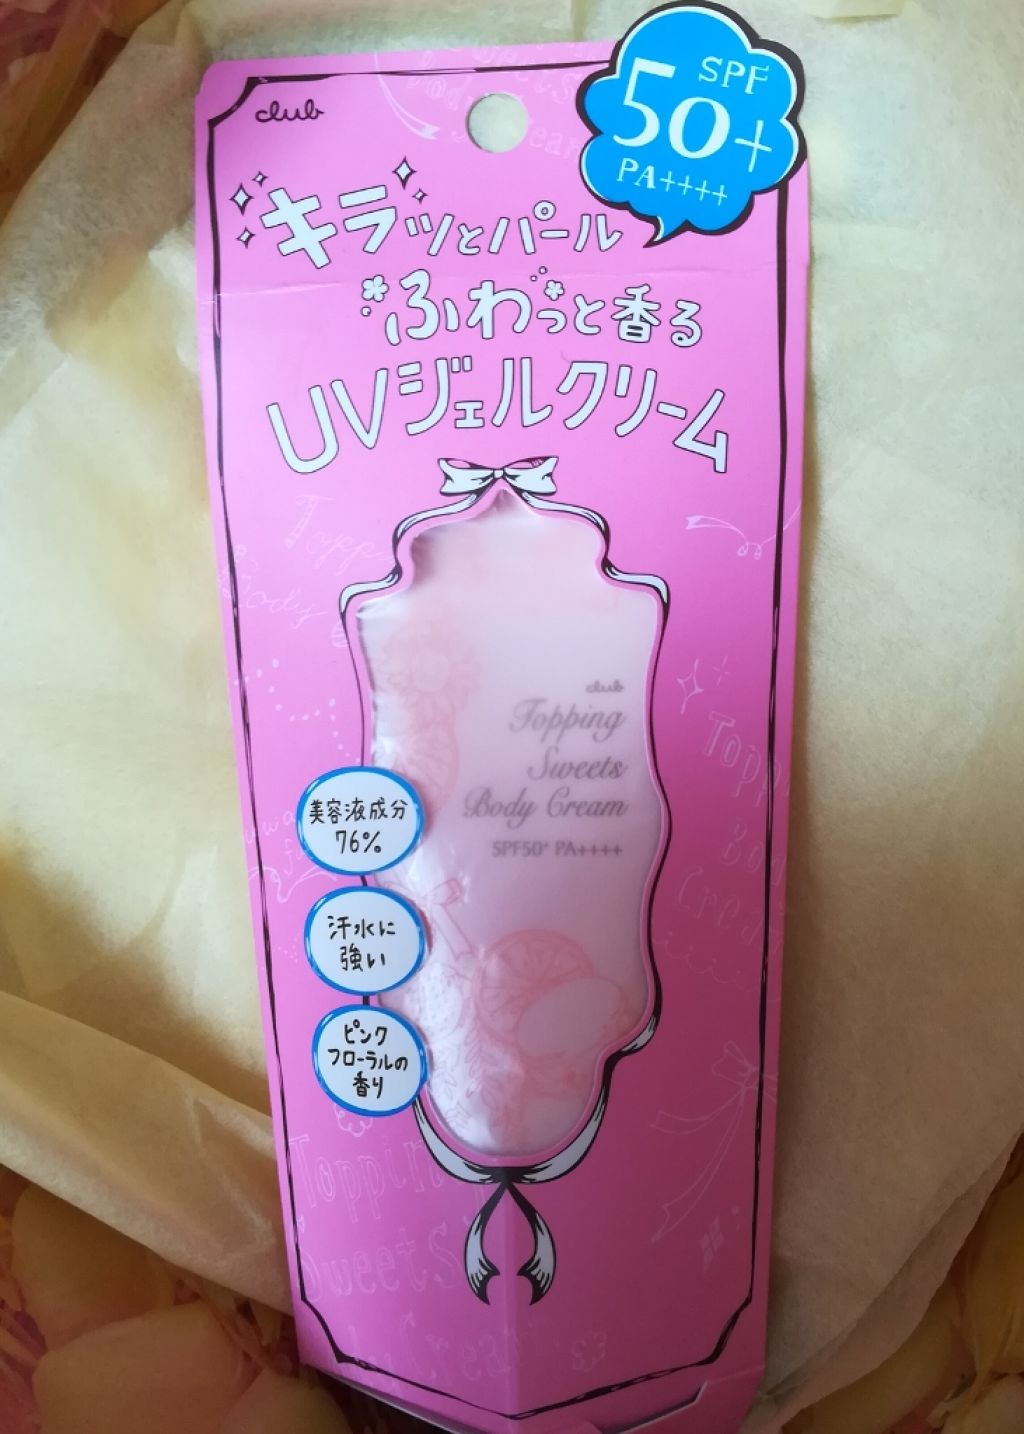 club
SPF
50+
PA++++
キラッとパール
ふわっと香る
UVジェルクリーム
club
Topping
Sweets
Body Cream
SPF50+ PA++++
美容液成分
76%
汗水に
強い
ピンク
フローラルの
香り
Topping
Sweets